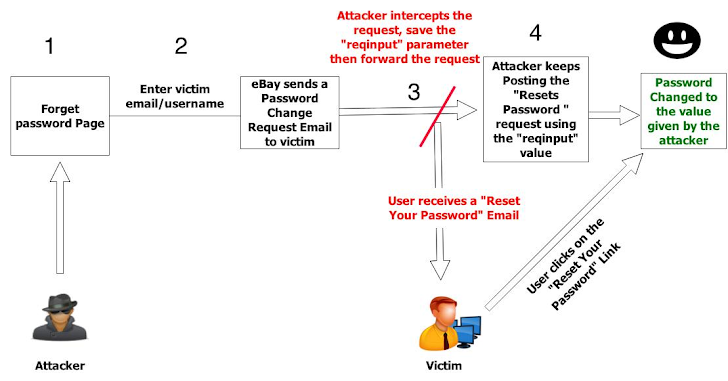 1
Forget
password Page
2
Enter victim
email/username
eBay sends a
Password
Change
Request Email
to victim
Attacker intercepts the
request, save the
"reqinput" parameter
then forward the request
3
4
Attacker keeps
Posting the
"Resets
Password "
request using
the "reqinput"
value
Password
Changed to
the value
given by the
attacker
User receives a "Reset
Your Password" Email
User clicks on the
"Reset Your
Password" Link
Attacker
Victim